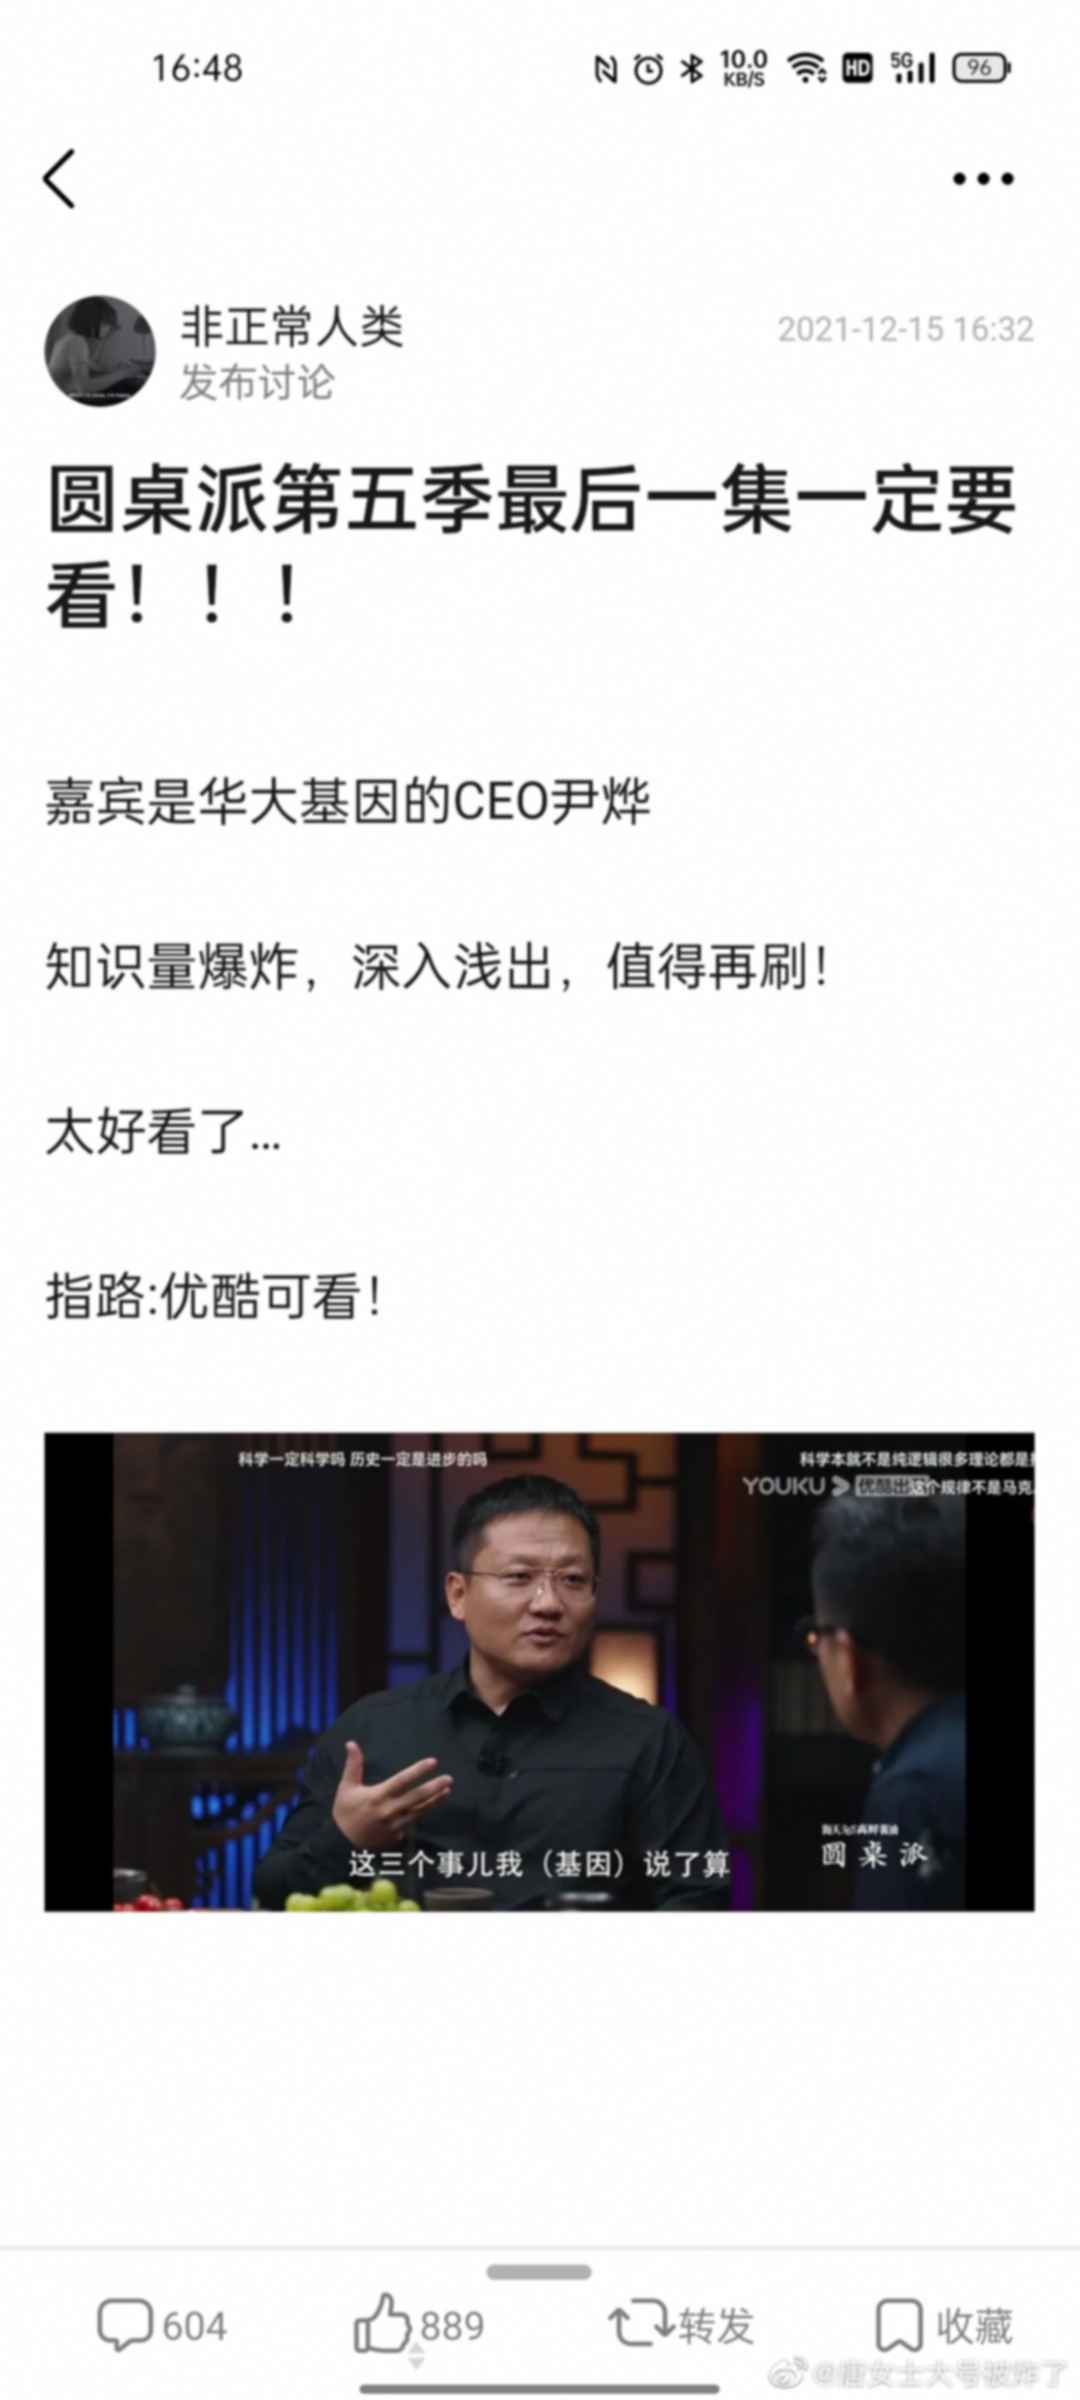 16:48
10.0
KB/S
HD
5G
96
非正常人类
2021-12-15 16:32
发布讨论
圆桌派第五季最后一集一定要
看！！！
嘉宾是华大基因的CEO尹烨
知识量爆炸，深入浅出，值得再刷！
太好看了...
指路:优酷可看！
科学一定科学吗 历史一定是进步的吗
科学本就不是纯逻辑很多理论都是
YOUKU 优酷出
这个规律不是马克
这三个事儿我（基因）说了算
圆桌派
604
889
转发
收藏
@唐女士大号被炸了